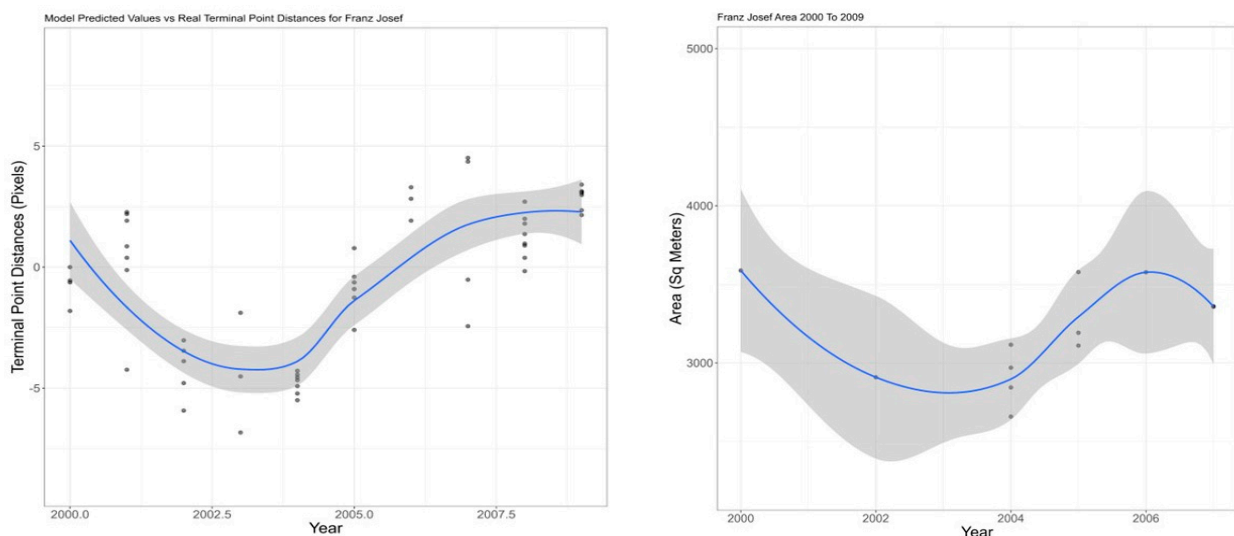 Model Predicted Values vs Real Terminal Point Distances for Franz Josef
Terminal Point Distances (Pixels)
5
0
-5
2000.0 2002.5 2005.0 2007.5
Year
Franz Josef Area 2000 To 2009
Area (Sq Meters)
5000
4000
3000
2000 2002 2004 2006
Year